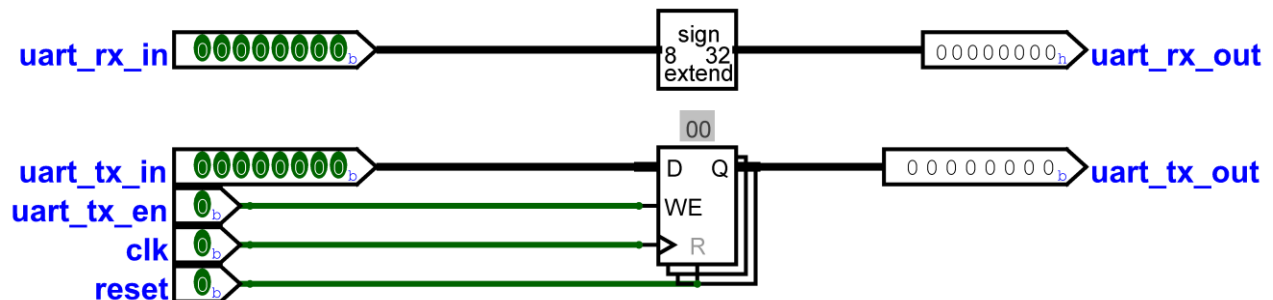 uart_rx_in 00000000b sign 8 32 extend 00000000h uart_rx_out
00
uart_tx_in 00000000b D Q 00000000b uart_tx_out
uart_tx_en 0b WE
clk 0b R
reset 0b